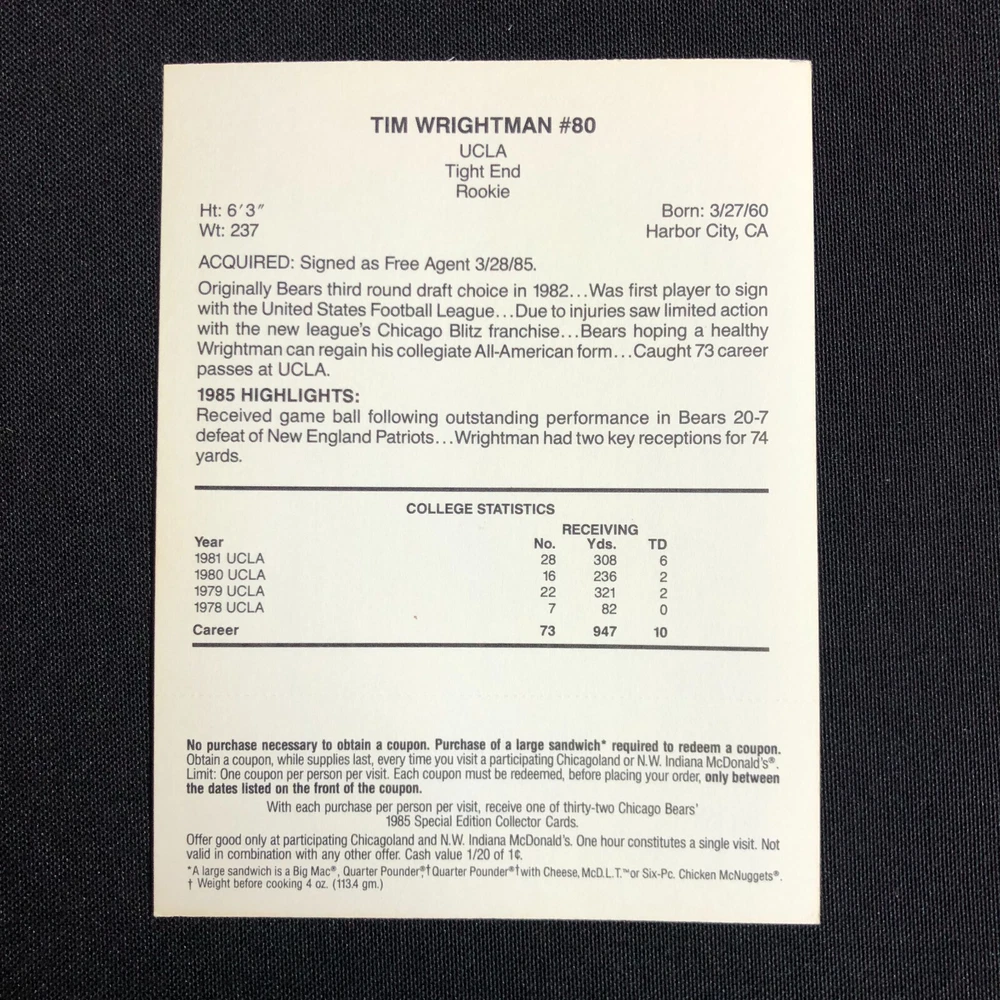 TIM WRIGHTMAN #80
UCLA
Tight End
Rookie
Ht: 6′3″ Born: 3/27/60
Wt: 237 Harbor City, CA
ACQUIRED: Signed as Free Agent 3/28/85.
Originally Bears third round draft choice in 1982...Was first player to sign
with the United States Football League...Due to injuries saw limited action
with the new league's Chicago Blitz franchise...Bears hoping a healthy
Wrightman can regain his collegiate All-American form...Caught 73 career
passes at UCLA.
1985 HIGHLIGHTS:
Received game ball following outstanding performance in Bears 20-7
defeat of New England Patriots...Wrightman had two key receptions for 74
yards.
COLLEGE STATISTICS
RECEIVING
Year No. Yds. TD
1981 UCLA 28 308 6
1980 UCLA 16 236 2
1979 UCLA 22 321 2
1978 UCLA 7 82 0
Career 73 947 10
No purchase necessary to obtain a coupon. Purchase of a large sandwich* required to redeem a coupon.
Obtain a coupon, while supplies last, every time you visit a participating Chicagoland or N.W. Indiana McDonald's®.
Limit: One coupon per person per visit. Each coupon must be redeemed, before placing your order, only between
the dates listed on the front of the coupon.
With each purchase per person per visit, receive one of thirty-two Chicago Bears'
1985 Special Edition Collector Cards.
Offer good only at participating Chicagoland and N.W. Indiana McDonald's. One hour constitutes a single visit. Not
valid in combination with any other offer. Cash value 1/20 of 1¢.
*A large sandwich is a Big Mac®, Quarter Pounder®,† Quarter Pounder®† with Cheese, McD.L.T.™ or Six-Pc. Chicken McNuggets®.
† Weight before cooking 4 oz. (113.4 gm.)